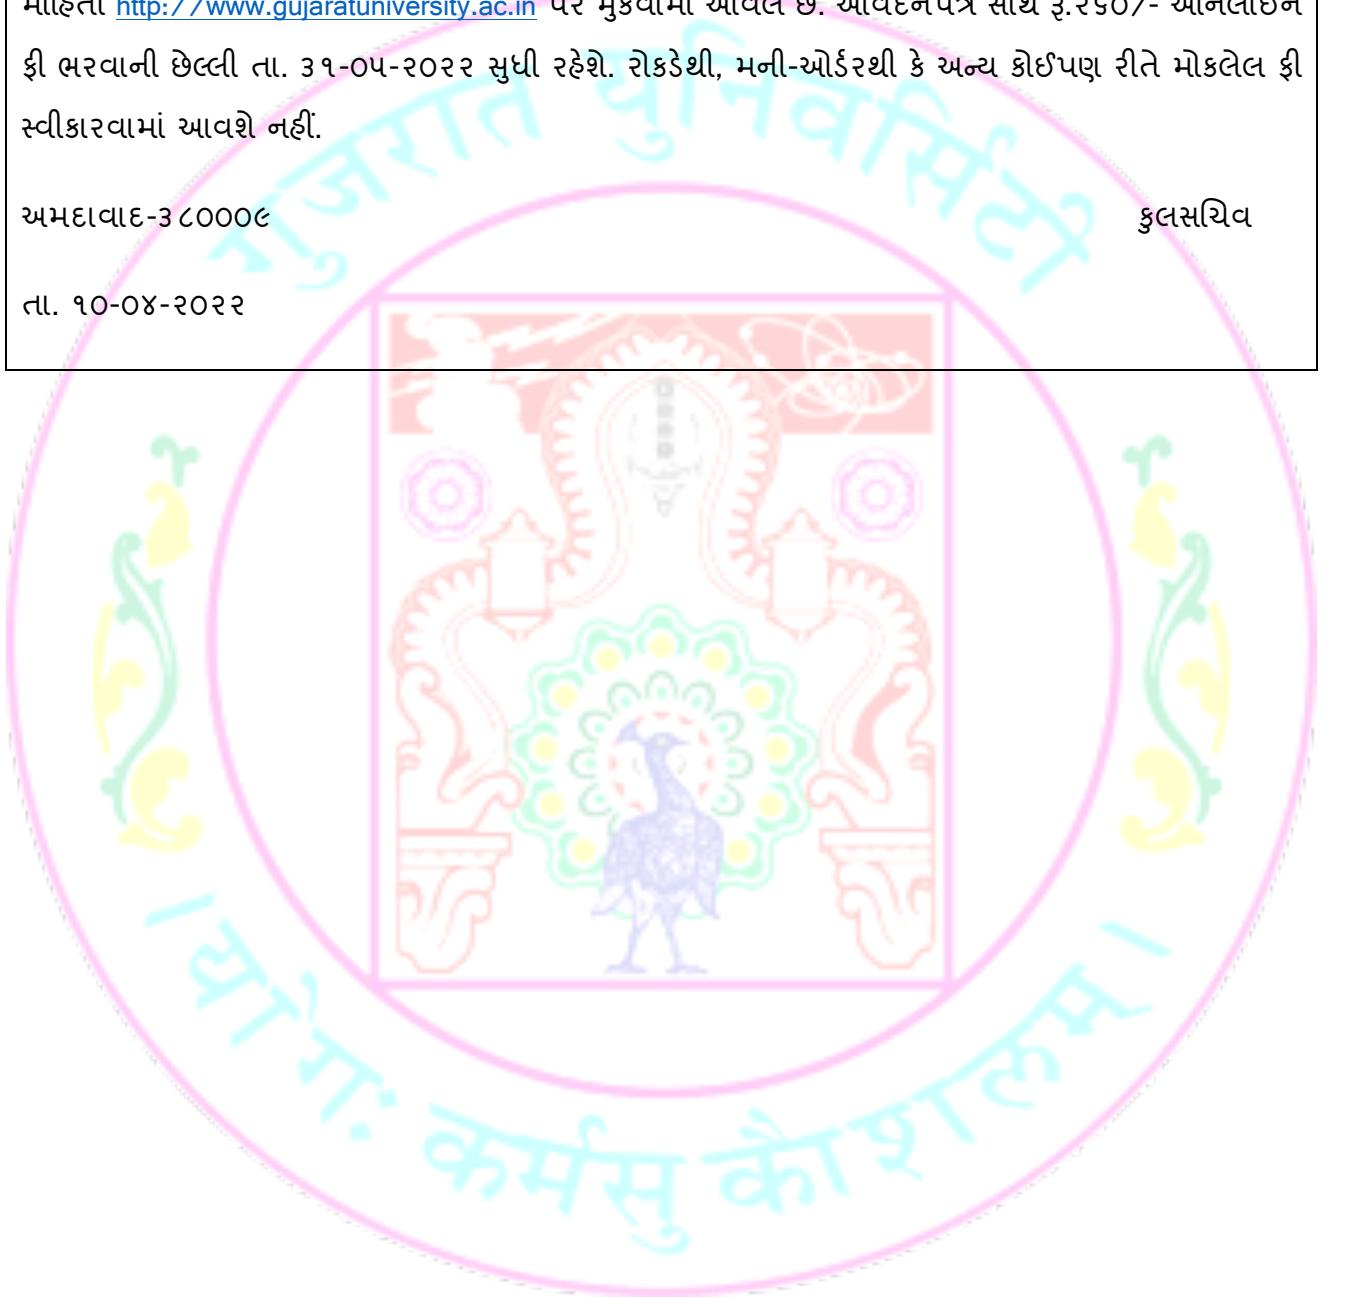 માહિતી http://www.gujaratuniversity.ac.in પર મુકવામાં આવેલ છે. આવેદનપત્ર સાથે રૂ.૨૬૦/- ઓનલાઈન
ફી ભરવાની છેલ્લી તા. ૩૧-૦૫-૨૦૨૨ સુધી રહેશે. રોકડેથી, મની-ઓર્ડરથી કે અન્ય કોઈપણ રીતે મોકલેલ ફી
સ્વીકારવામાં આવશે નહીં.
અમદાવાદ-૩૮૦૦૦૯ કુલસચિવ
તા. ૧૦-૦૪-૨૦૨૨
गुजरात युनिवर्सिटी
। योगः कर्मसु कौशलम् ।